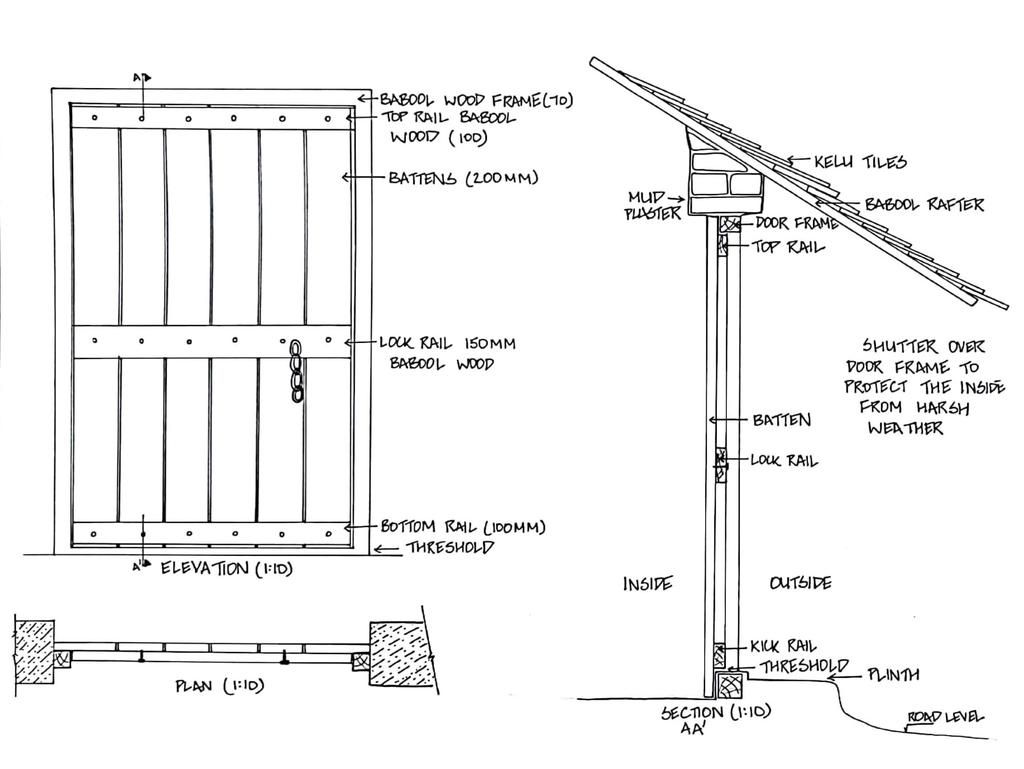 A
BABOOL WOOD FRAME(70)
TOP RAIL BABOOL
WOOD (100)
BATTENS (200MM)
LOCK RAIL 150MM
BABOOL WOOD
BOTTOM RAIL (100MM)
THRESHOLD
A'
ELEVATION (1:10)
PLAN (1:10)
KELU TILES
MUD
PLASTER
BABOOL RAFTER
DOOR FRAME
TOP RAIL
SHUTTER OVER
DOOR FRAME TO
PROTECT THE INSIDE
FROM HARSH
WEATHER
BATTEN
LOCK RAIL
INSIDE
OUTSIDE
KICK RAIL
THRESHOLD
PLINTH
SECTION (1:10)
AA'
ROAD LEVEL